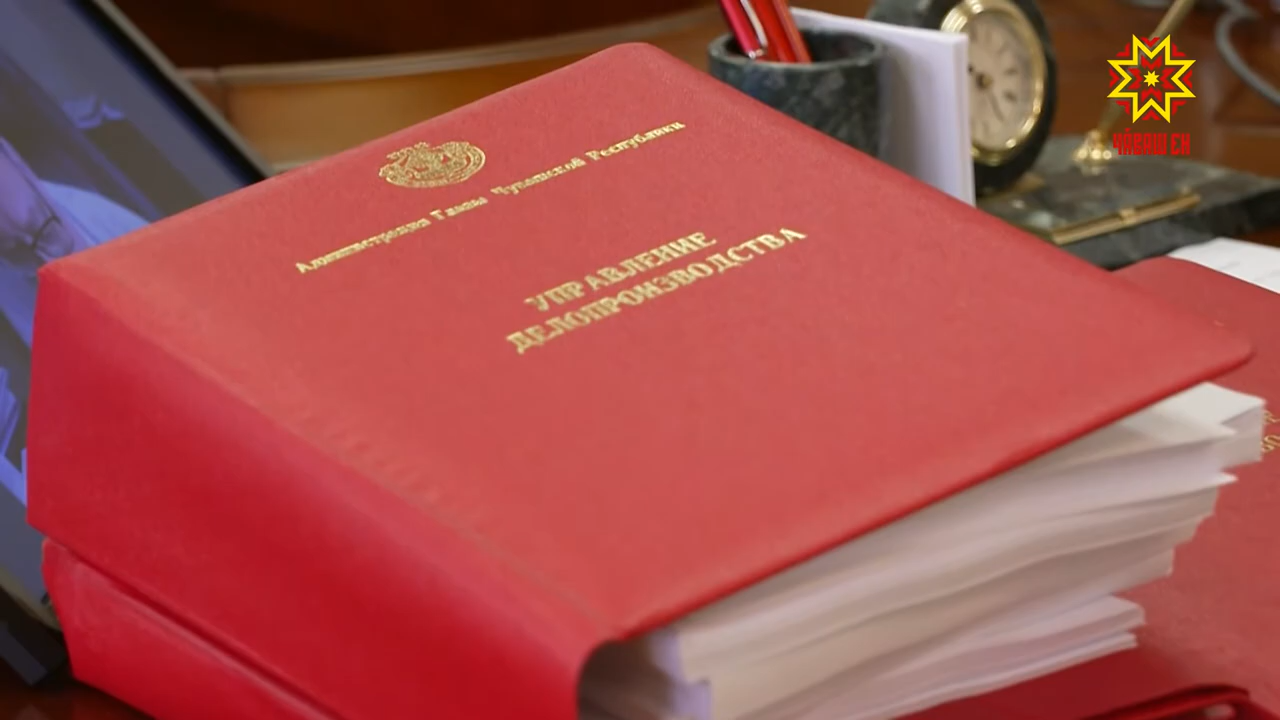 Администрация Главы Чувашской Республики
УПРАВЛЕНИЕ
ДЕЛОПРОИЗВОДСТВА
ЧӐВАШ ЕН